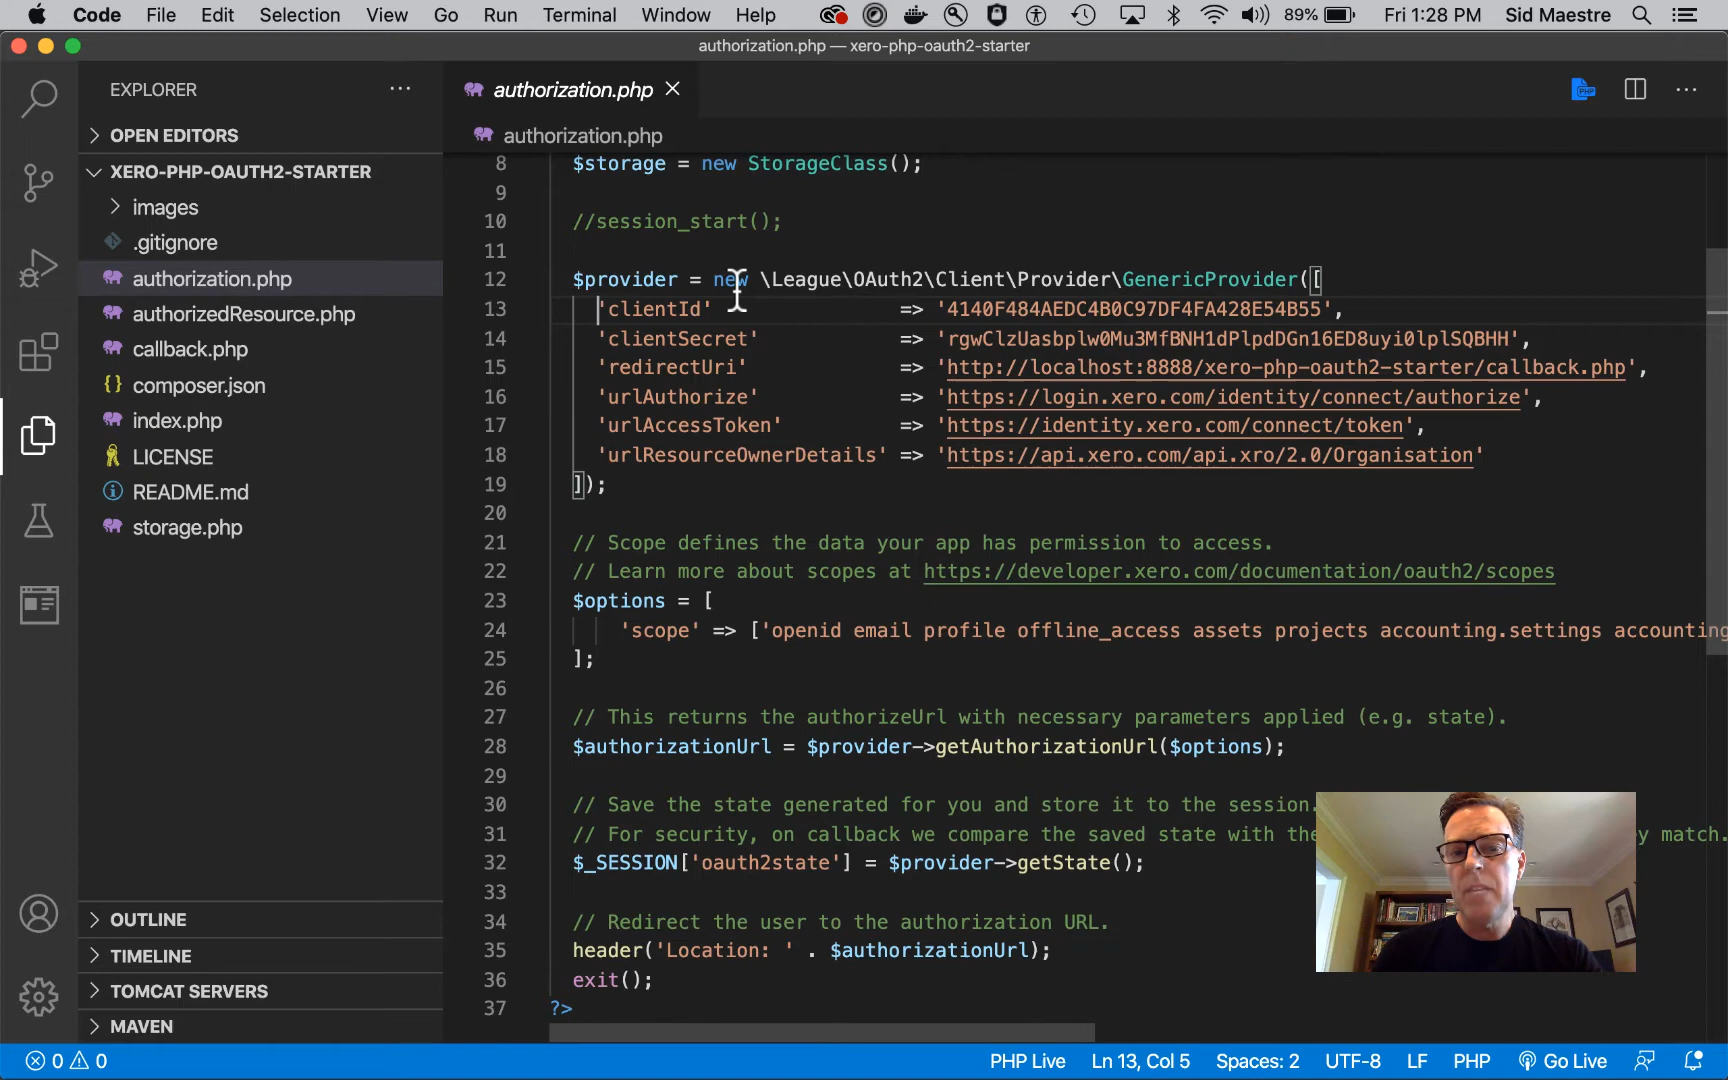 Code File Edit Selection View Go Run Terminal Window Help 89% Fri 1:28 PM Sid Maestre
authorization.php — xero-php-oauth2-starter
EXPLORER
OPEN EDITORS
XERO-PHP-OAUTH2-STARTER
images
.gitignore
authorization.php
authorizedResource.php
callback.php
composer.json
index.php
LICENSE
README.md
storage.php
OUTLINE
TIMELINE
TOMCAT SERVERS
MAVEN
authorization.php
authorization.php
8 $storage = new StorageClass();
9
10 //session_start();
11
12 $provider = new \League\OAuth2\Client\Provider\GenericProvider([
13 'clientId' => '4140F484AEDC4B0C97DF4FA428E54B55',
14 'clientSecret' => 'rgwClzUasbplw0Mu3MfBNH1dPlpdDGn16ED8uyi0lplSQBHH',
15 'redirectUri' => 'http://localhost:8888/xero-php-oauth2-starter/callback.php',
16 'urlAuthorize' => 'https://login.xero.com/identity/connect/authorize',
17 'urlAccessToken' => 'https://identity.xero.com/connect/token',
18 'urlResourceOwnerDetails' => 'https://api.xero.com/api.xro/2.0/Organisation'
19 ]);
20
21 // Scope defines the data your app has permission to access.
22 // Learn more about scopes at https://developer.xero.com/documentation/oauth2/scopes
23 $options = [
24 'scope' => ['openid email profile offline_access assets projects accounting.settings accounting
25 ];
26
27 // This returns the authorizeUrl with necessary parameters applied (e.g. state).
28 $authorizationUrl = $provider->getAuthorizationUrl($options);
29
30 // Save the state generated for you and store it to the session.
31 // For security, on callback we compare the saved state with the y match.
32 $_SESSION['oauth2state'] = $provider->getState();
33
34 // Redirect the user to the authorization URL.
35 header('Location: ' . $authorizationUrl);
36 exit();
37 ?>
0 0 PHP Live Ln 13, Col 5 Spaces: 2 UTF-8 LF PHP Go Live